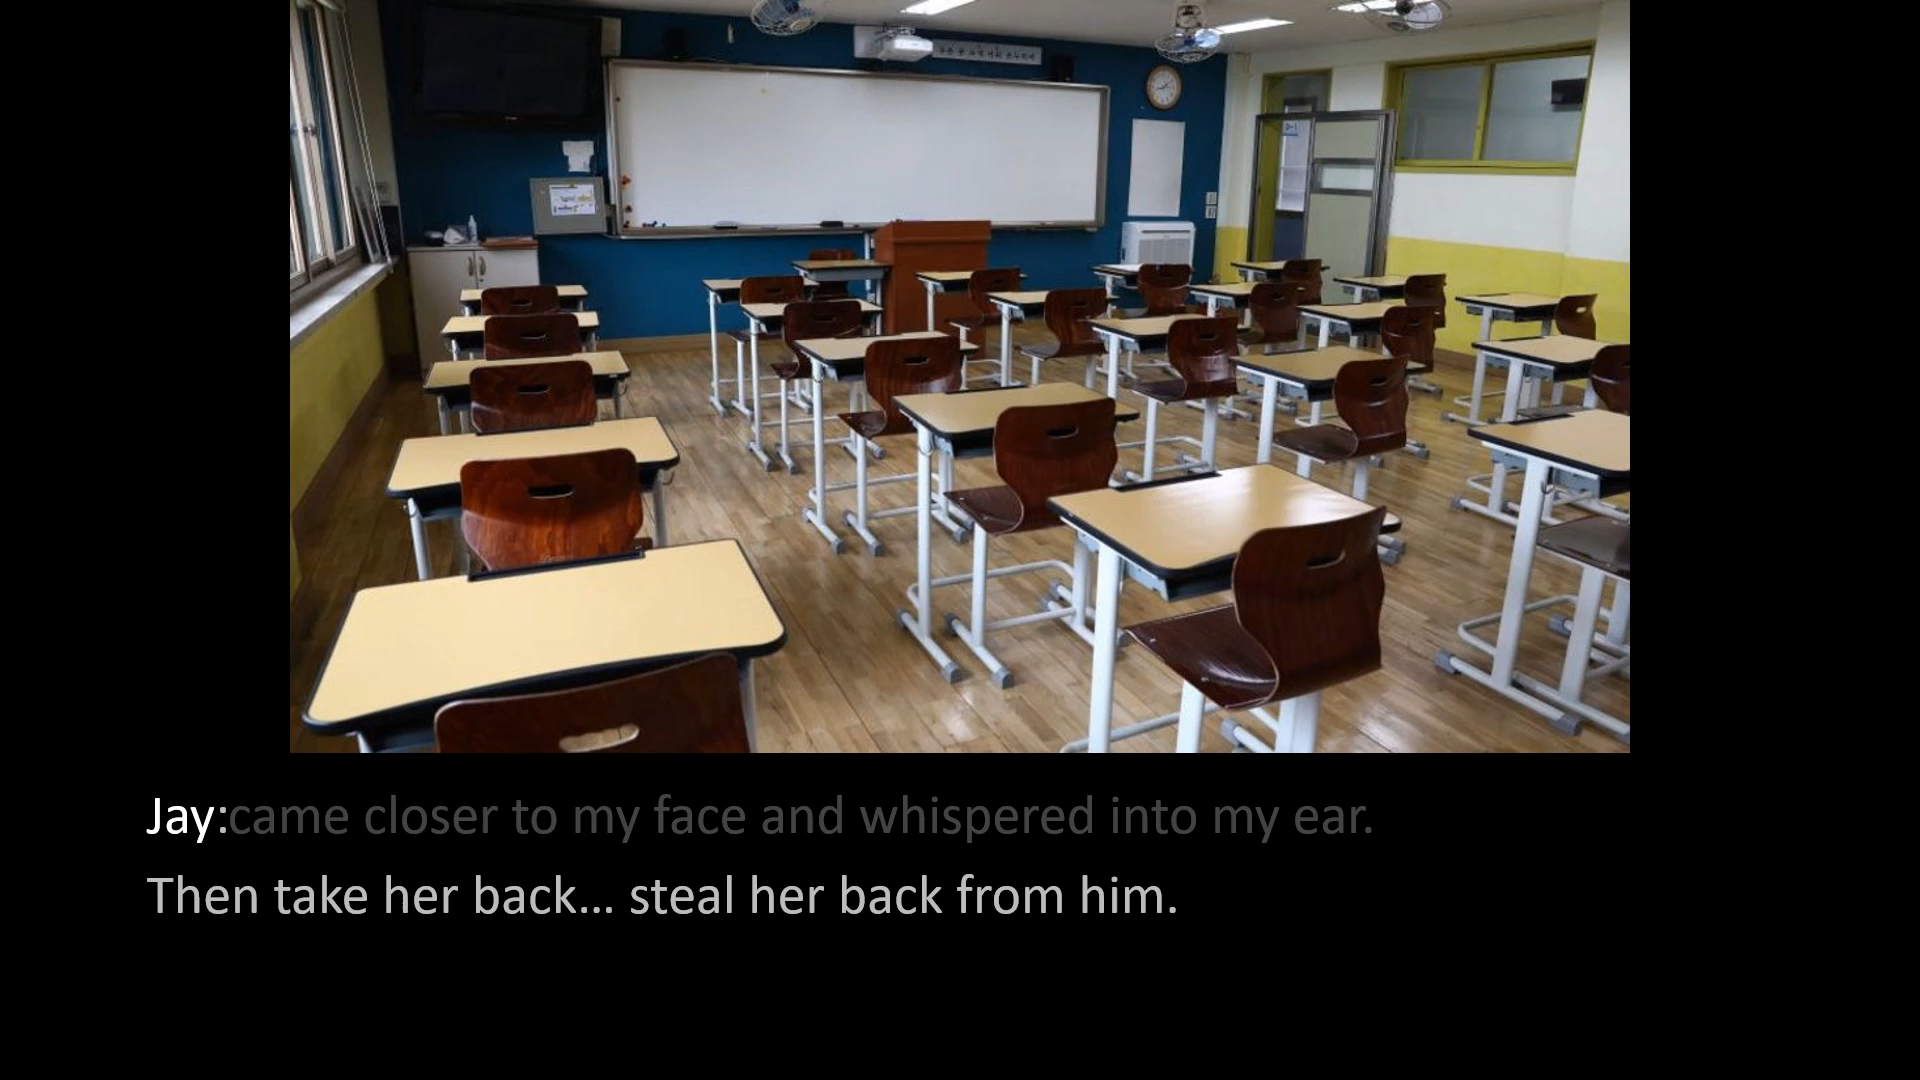 Jay:came closer to my face and whispered into my ear.
Then take her back... steal her back from him.